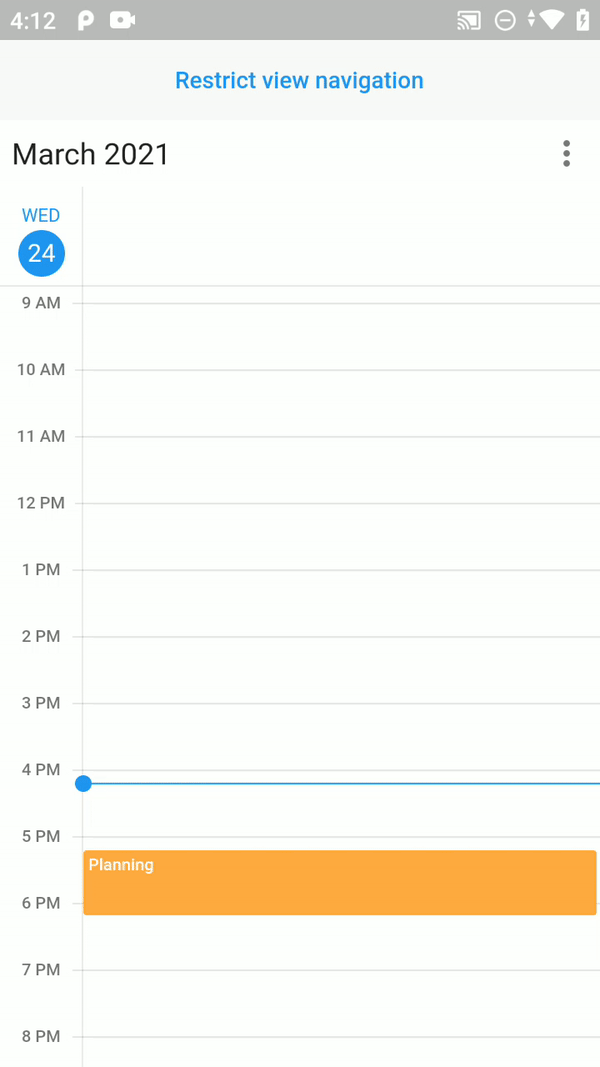 4:12
Restrict view navigation
March 2021
WED
24
9 AM
10 AM
11 AM
12 PM
1 PM
2 PM
3 PM
4 PM
5 PM
Planning
6 PM
7 PM
8 PM